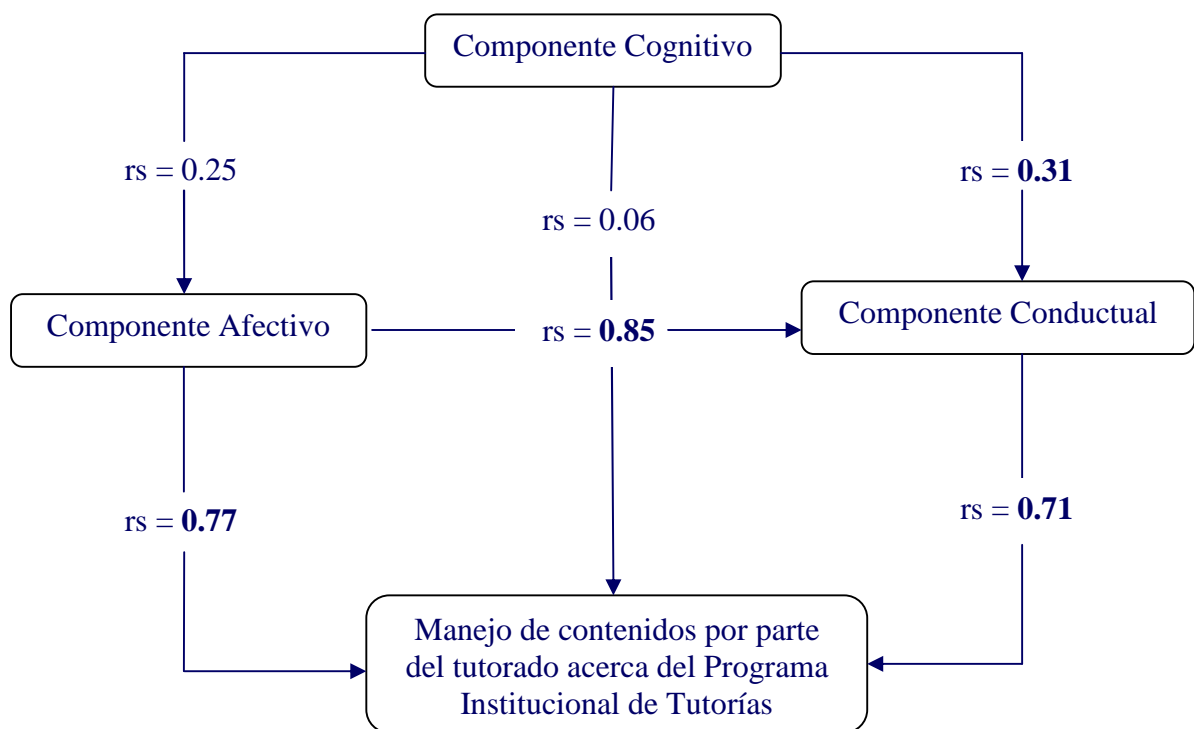 Componente Cognitivo
rs = 0.25
rs = 0.31
rs = 0.06
Componente Afectivo
rs = 0.85
Componente Conductual
rs = 0.77
rs = 0.71
Manejo de contenidos por parte
del tutorado acerca del Programa
Institucional de Tutorías